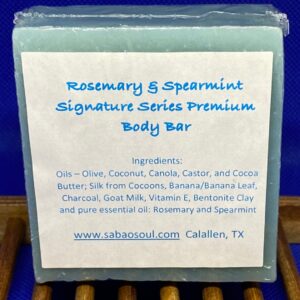 Rosemary & Spearmint
Signature Series Premium
Body Bar
Ingredients:
Oils – Olive, Coconut, Canola, Castor, and Cocoa
Butter; Silk from Cocoons, Banana/Banana Leaf,
Charcoal, Goat Milk, Vitamin E, Bentonite Clay
and pure essential oil: Rosemary and Spearmint
www.sabaosoul.com Calallen, TX